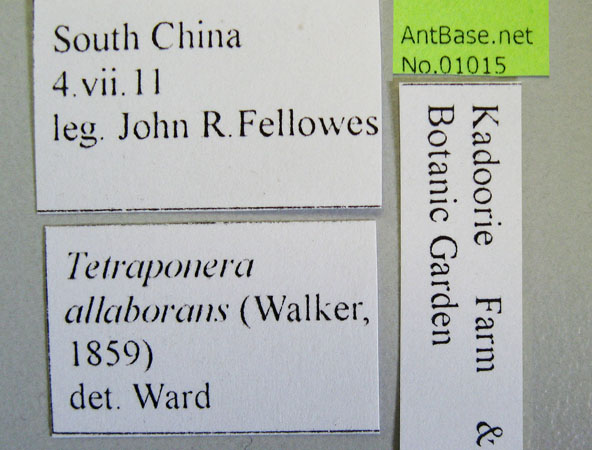 South China
4.vii.11
leg. John R.Fellowes
AntBase.net
No.01015
Tetraponera
allaborans (Walker,
1859)
det. Ward
Kadoorie Farm &
Botanic Garden